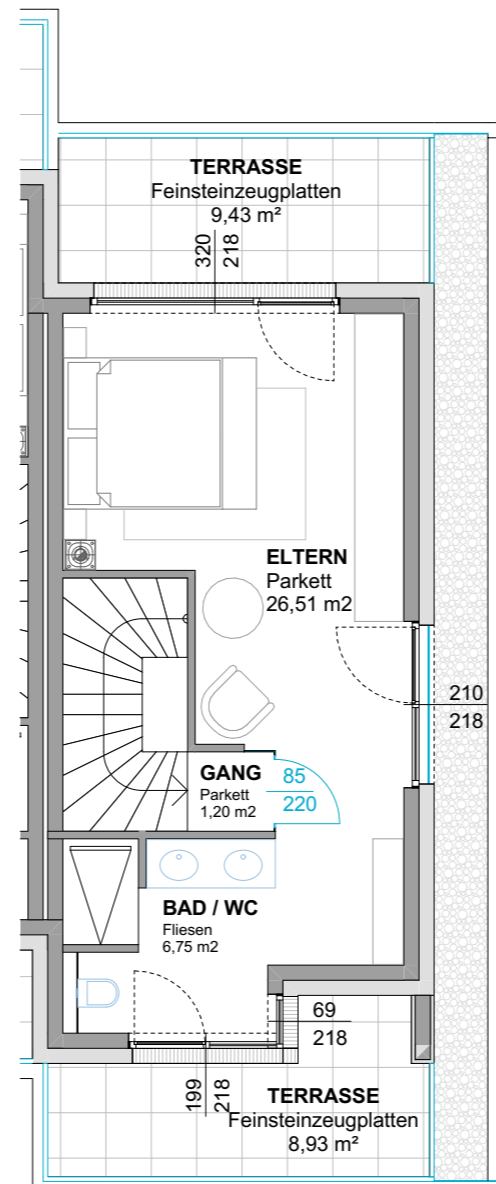 TERRASSE
Feinsteinzeugplatten
9,43 m²
320
218
ELTERN
Parkett
26,51 m2
210
218
GANG
Parkett
1,20 m2
85
220
BAD / WC
Fliesen
6,75 m2
69
218
199
218
TERRASSE
Feinsteinzeugplatten
8,93 m²